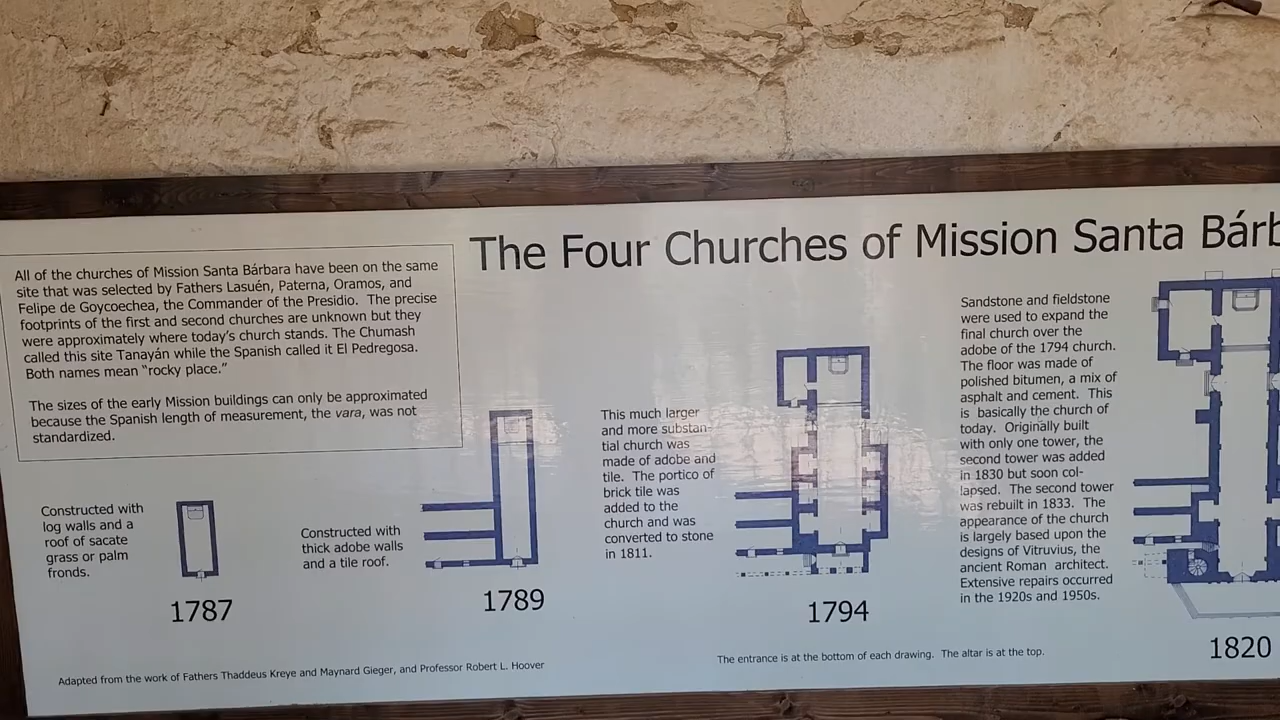 The Four Churches of Mission Santa Bárb
All of the churches of Mission Santa Bárbara have been on the same
site that was selected by Fathers Lasuén, Paterna, Oramos, and
Felipe de Goycoechea, the Commander of the Presidio. The precise
footprints of the first and second churches are unknown but they
were approximately where today's church stands. The Chumash
called this site Tanayán while the Spanish called it El Pedregosa.
Both names mean “rocky place.”
The sizes of the early Mission buildings can only be approximated
because the Spanish length of measurement, the vara, was not
standardized.
Constructed with
log walls and a
roof of sacate
grass or palm
fronds.
1787
Constructed with
thick adobe walls
and a tile roof.
1789
This much larger
and more substan-
tial church was
made of adobe and
tile. The portico of
brick tile was
added to the
church and was
converted to stone
in 1811.
1794
Sandstone and fieldstone
were used to expand the
final church over the
adobe of the 1794 church.
The floor was made of
polished bitumen, a mix of
asphalt and cement. This
is basically the church of
today. Originally built
with only one tower, the
second tower was added
in 1830 but soon col-
lapsed. The second tower
was rebuilt in 1833. The
appearance of the church
is largely based upon the
designs of Vitruvius, the
ancient Roman architect.
Extensive repairs occurred
in the 1920s and 1950s.
1820
Adapted from the work of Fathers Thaddeus Kreye and Maynard Gieger, and Professor Robert L. Hoover
The entrance is at the bottom of each drawing. The altar is at the top.